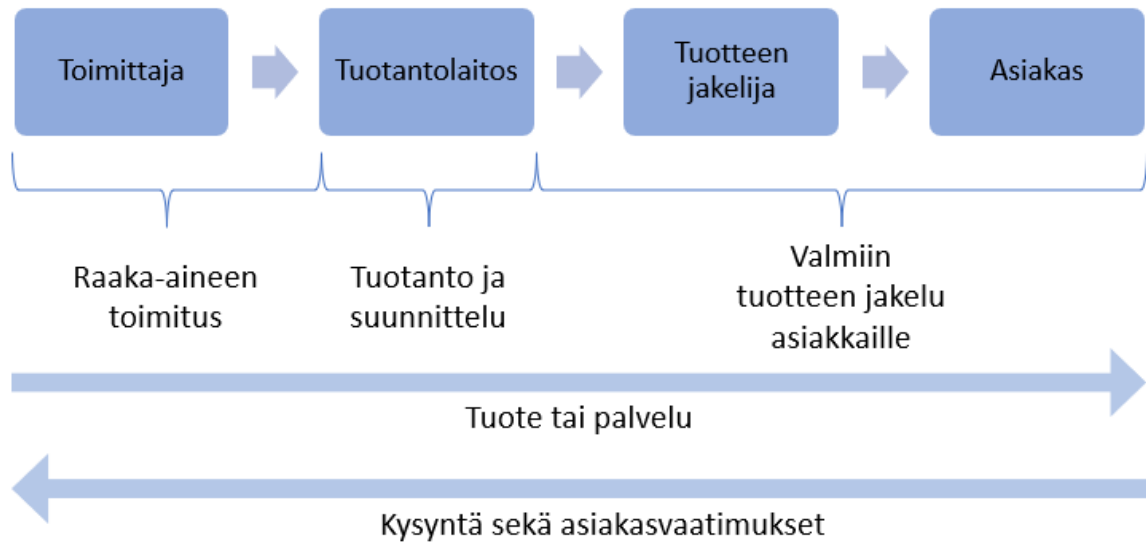 Toimittaja
Tuotantolaitos
Tuotteen
jakelija
Asiakas
Raaka-aineen
toimitus
Tuotanto ja
suunnittelu
Valmiin
tuotteen jakelu
asiakkaille
Tuote tai palvelu
Kysyntä sekä asiakasvaatimukset